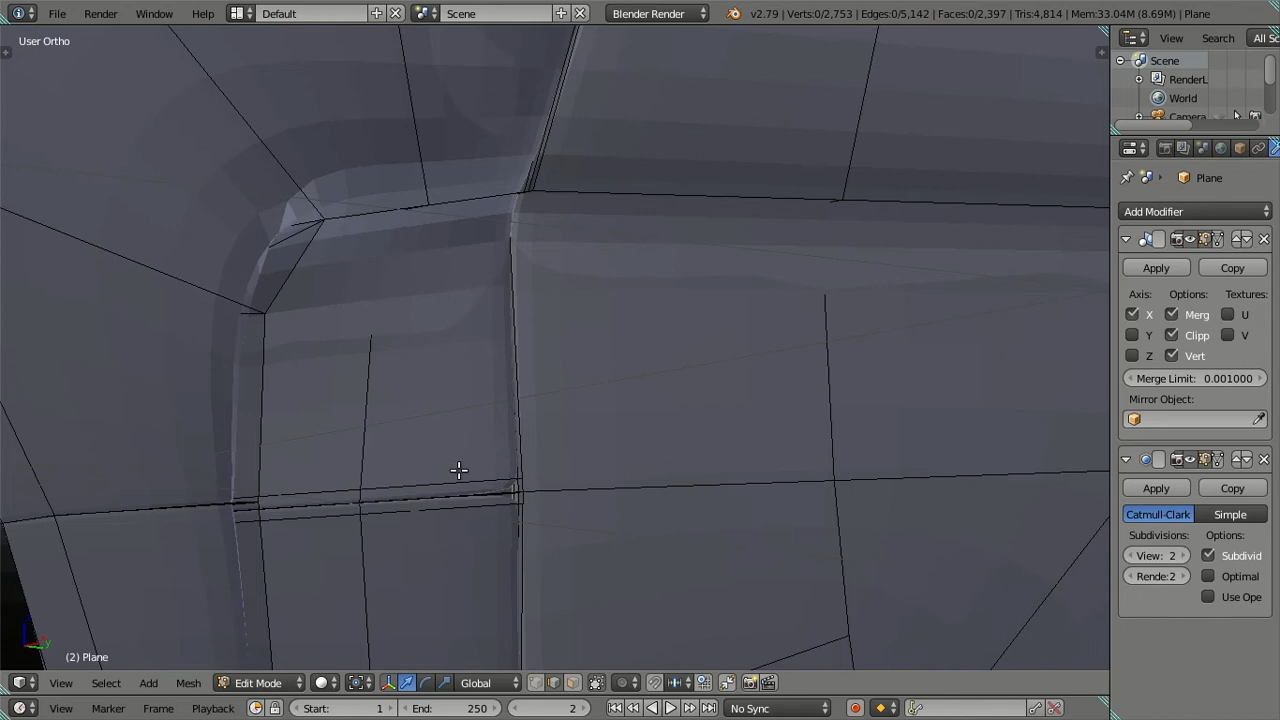 File Render Window Help Default Scene Blender Render v2.79 | Verts:0/2,753 | Edges:0/5,142 | Faces:0/2,397 | Tris:4,814 | Mem:33.04M (8.69M) | Plane
User Ortho
View Search All Sc
Scene
RenderL
World
Camera
Plane
Add Modifier
Apply Copy
Axis: Options: Textures:
X Merg U
Y Clipp V
Z Vert
Merge Limit: 0.001000
Mirror Object:
Apply Copy
Catmull-Clark Simple
Subdivisions: Options:
View: 2 Subdivid
Rende:2 Optimal
Use Ope
z y
(2) Plane
View Select Add Mesh Edit Mode Global
View Marker Frame Playback Start: 1 End: 250 2 No Sync